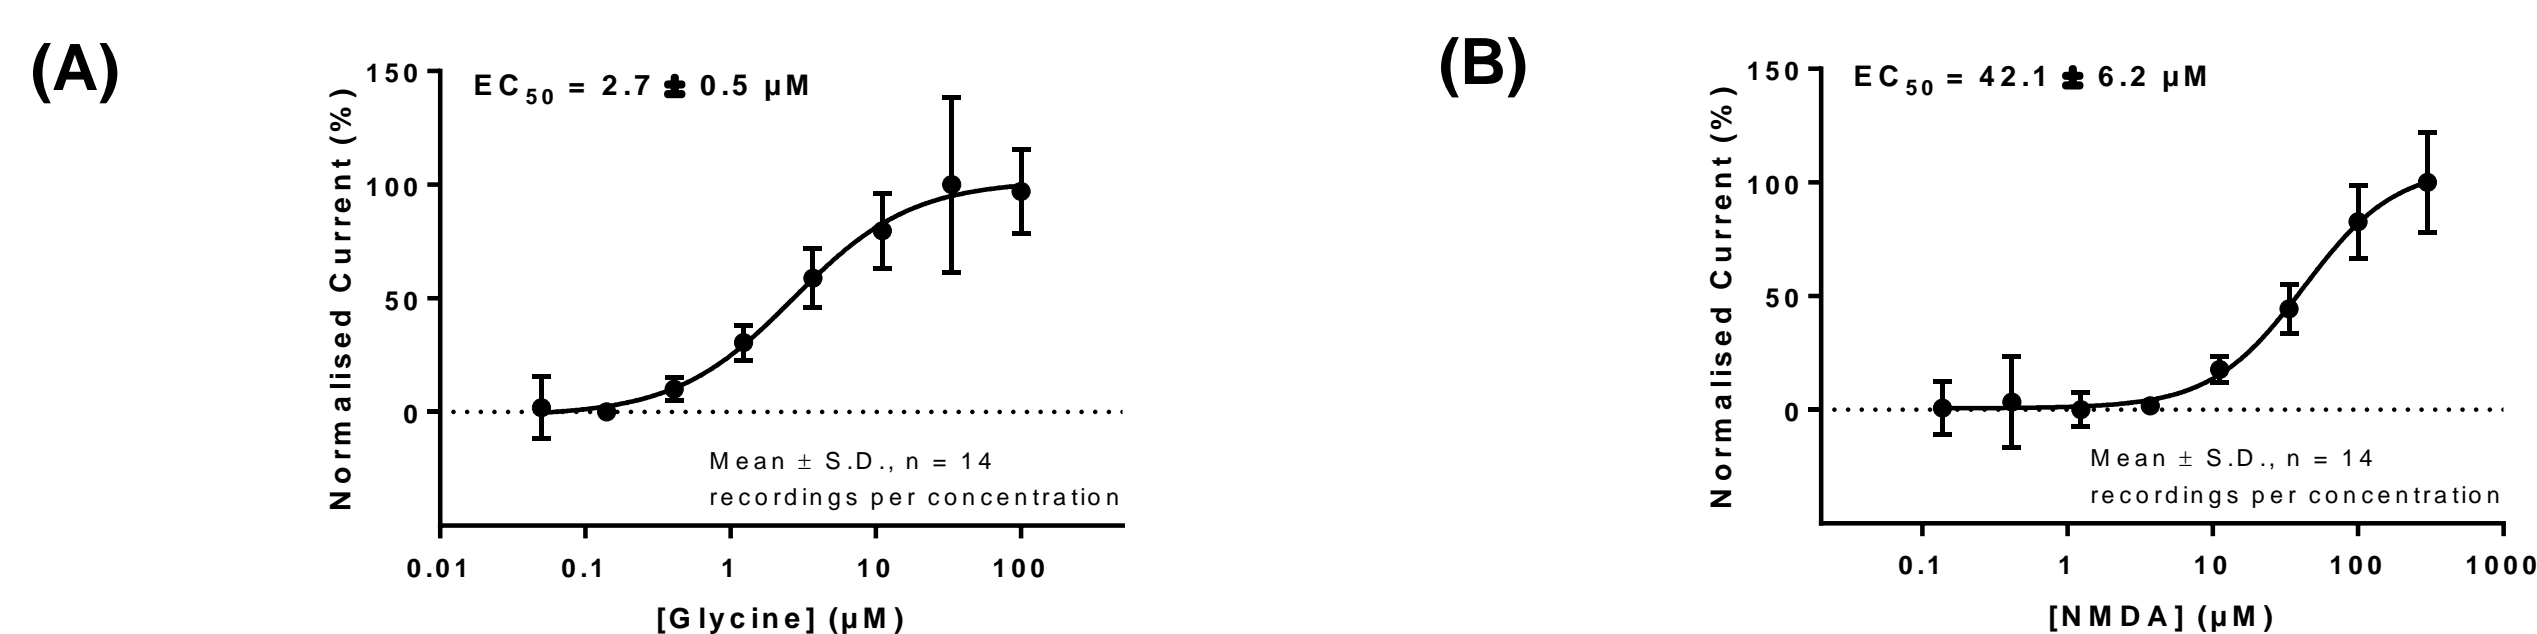 (A)
EC50 = 2.7 ± 0.5 µM
Normalised Current (%)
150
100
50
0
Mean ± S.D., n = 14
recordings per concentration
0.01 0.1 1 10 100
[Glycine] (µM)
(B)
EC50 = 42.1 ± 6.2 µM
Normalised Current (%)
150
100
50
0
Mean ± S.D., n = 14
recordings per concentration
0.1 1 10 100 1000
[NMDA] (µM)